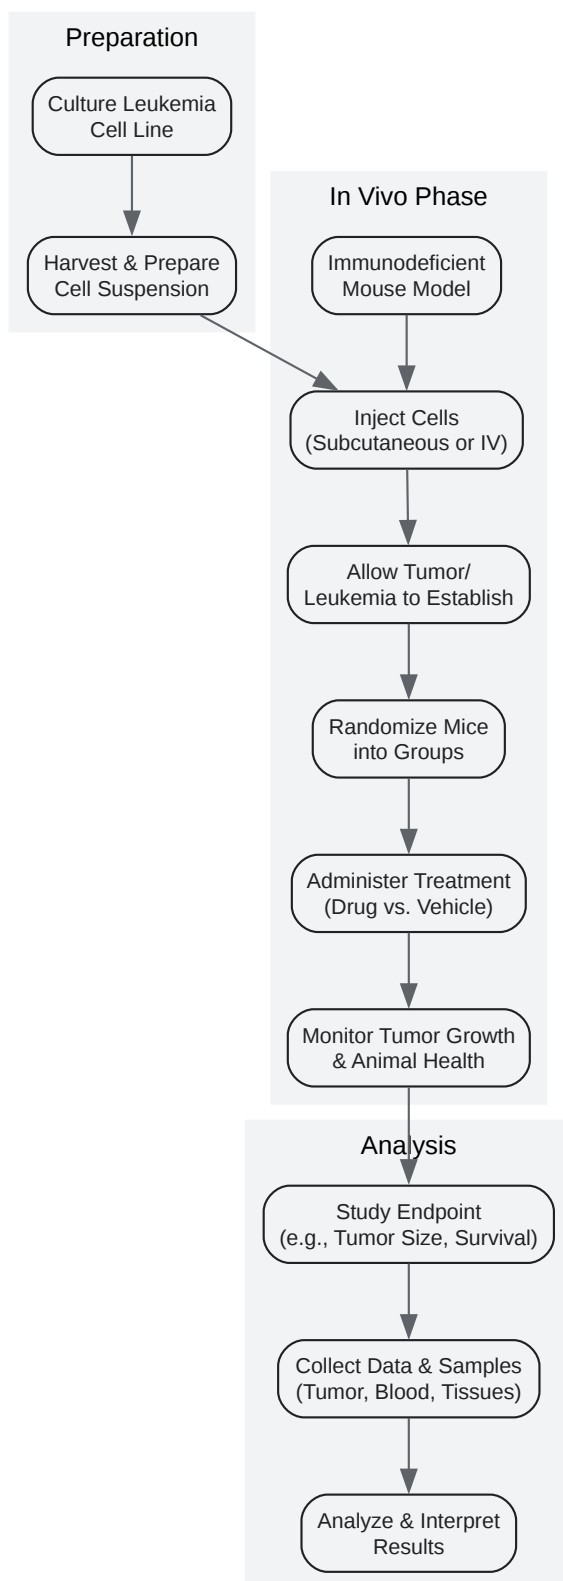 Preparation
Culture Leukemia
Cell Line
Harvest & Prepare
Cell Suspension
In Vivo Phase
Immunodeficient
Mouse Model
Inject Cells
(Subcutaneous or IV)
Allow Tumor/
Leukemia to Establish
Randomize Mice
into Groups
Administer Treatment
(Drug vs. Vehicle)
Monitor Tumor Growth
& Animal Health
Analysis
Study Endpoint
(e.g., Tumor Size, Survival)
Collect Data & Samples
(Tumor, Blood, Tissues)
Analyze & Interpret
Results